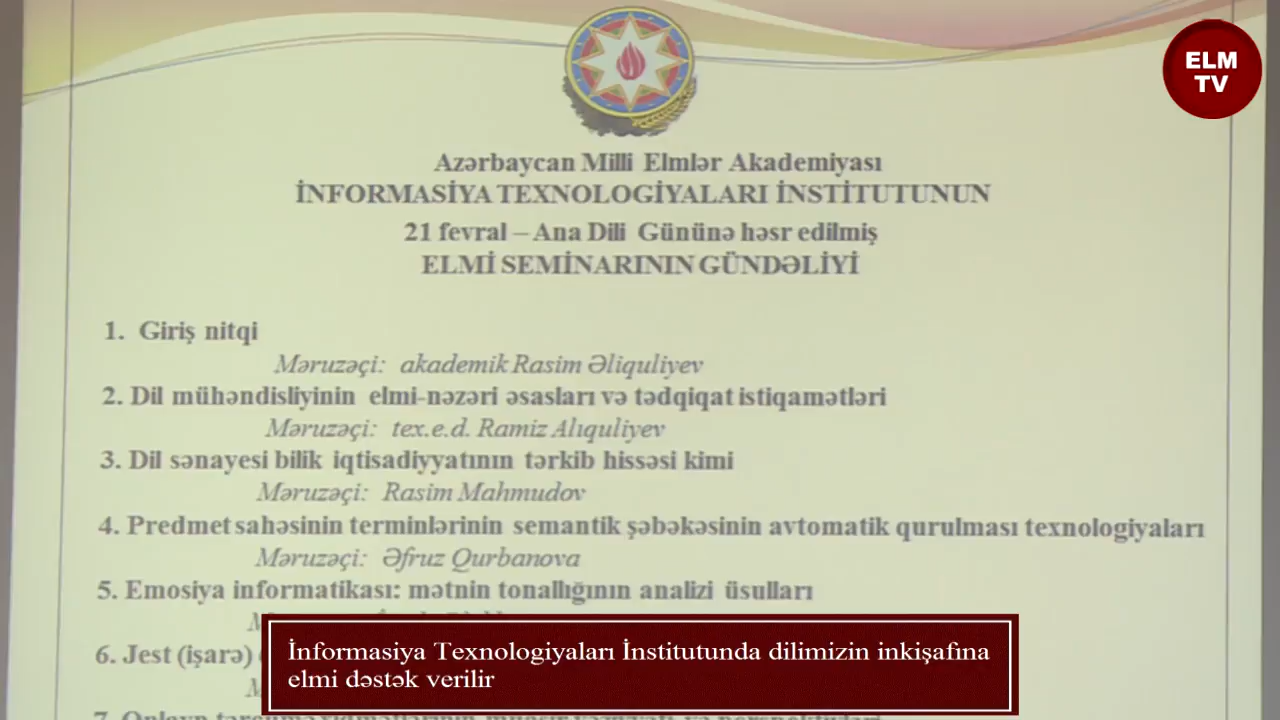 ELM
TV
Azərbaycan Milli Elmlər Akademiyası
İNFORMASİYA TEXNOLOGİYALARI İNSTİTUTUNUN
21 fevral – Ana Dili Gününə həsr edilmiş
ELMİ SEMİNARININ GÜNDƏLİYİ
1. Giriş nitqi
Məruzəçi: akademik Rasim Əliquliyev
2. Dil mühəndisliyinin elmi-nəzəri əsasları və tədqiqat istiqamətləri
Məruzəçi: tex.e.d. Ramiz Alıquliyev
3. Dil sənayesi bilik iqtisadiyyatının tərkib hissəsi kimi
Məruzəçi: Rasim Mahmudov
4. Predmet sahəsinin terminlərinin semantik şəbəkəsinin avtomatik qurulması texnologiyaları
Məruzəçi: Əfruz Qurbanova
5. Emosiya informatikası: mətnin tonallığının analizi üsulları
6. Jest (işarə)
İnformasiya Texnologiyaları İnstitutunda dilimizin inkişafına
elmi dəstək verilir